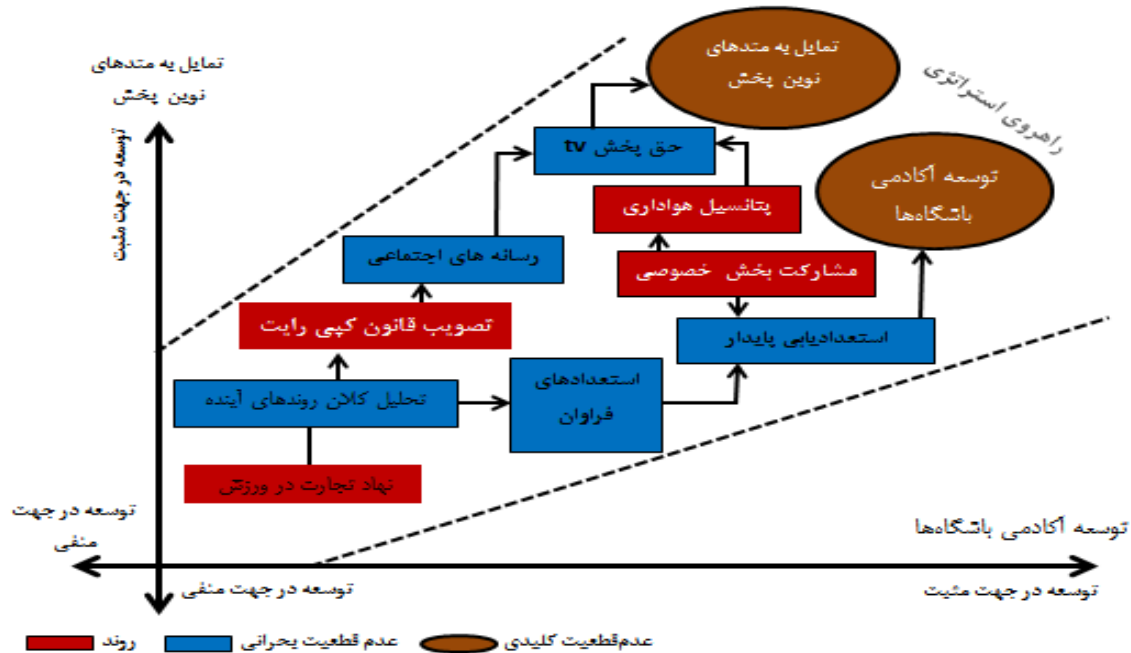 تمایل به متدهای
نوین پخش
توسعه در جهت مثبت
تمایل به متدهای
نوین پخش
راهروی استراتژی
حق پخش tv
توسعه آکادمی
باشگاه‌ها
پتانسیل هواداری
رسانه های اجتماعی
مشارکت بخش خصوصی
تصویب قانون کپی رایت
استعدادیابی پایدار
تحلیل کلان روندهای آینده
استعدادهای
فراوان
نهاد تجارت در ورزش
توسعه در جهت
منفی
توسعه آکادمی باشگاه‌ها
توسعه در جهت منفی
توسعه در جهت مثبت
روند
عدم قطعیت بحرانی
عدم‌قطعیت کلیدی